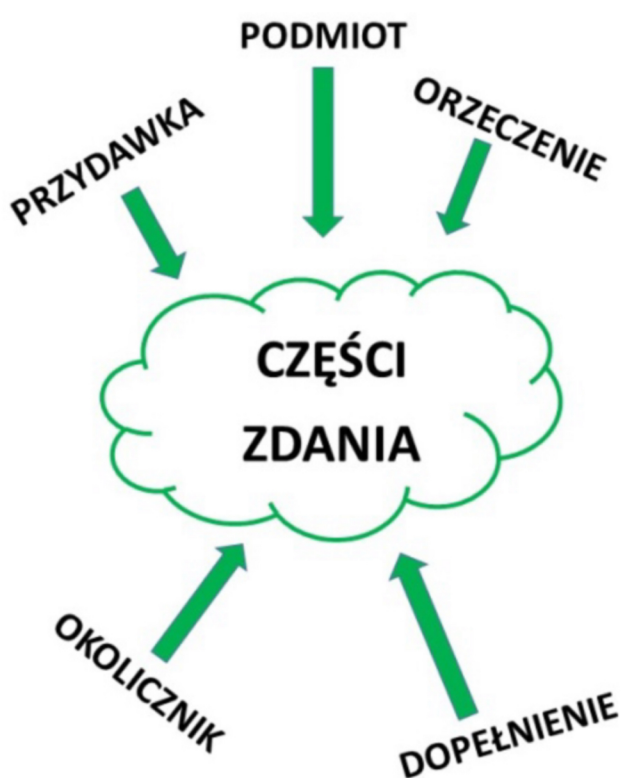 PODMIOT
ORZECZENIE
PRZYDAWKA
CZĘŚCI
ZDANIA
OKOLICZNIK
DOPEŁNIENIE